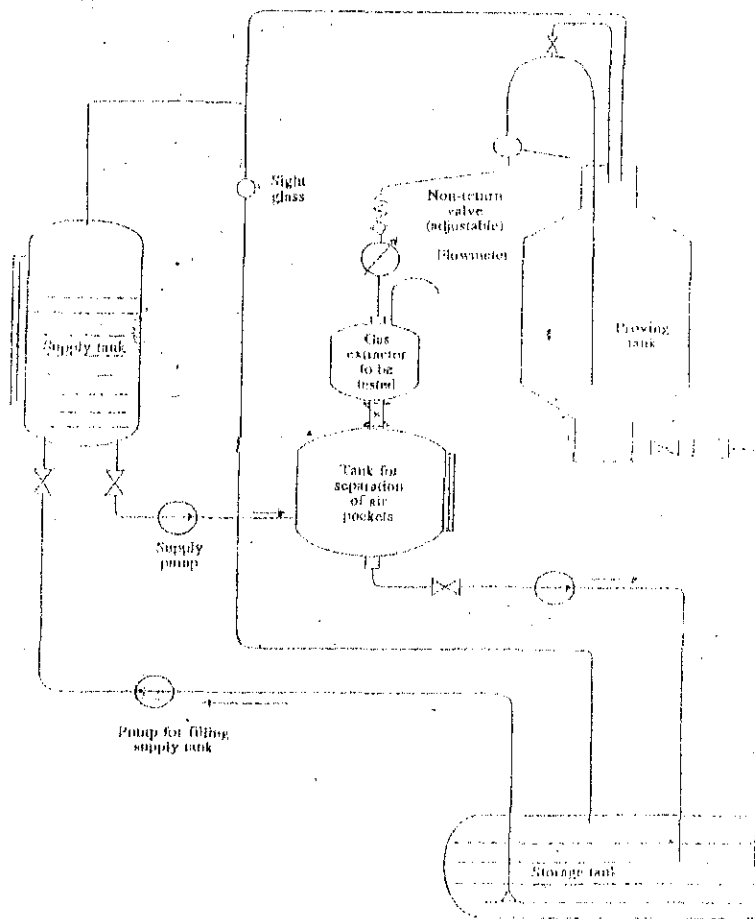 Sight
glass
Non-return
valve
(adjustable)
Flowmeter
Supply tank
Gas
extractor
to be
tested
Proving
tank
Tank for
separation
of air
pockets
Supply
pump
Pump for filling
supply tank
Storage tank